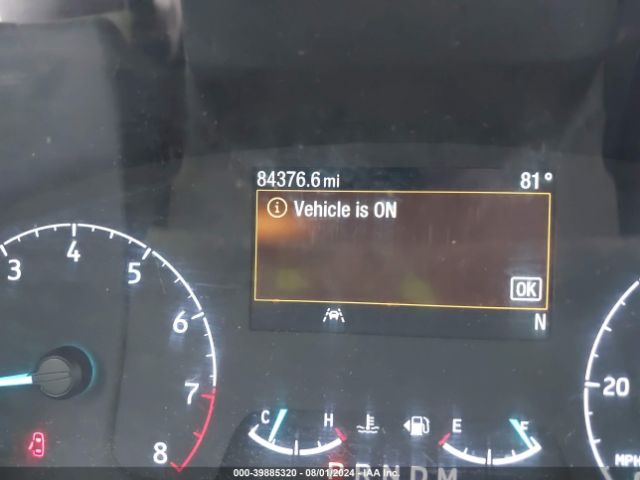 84376.6 mi 81°
Vehicle is ON
OK
N
3 4 5 6 7 8
20
MPH
C H
E F
P R N D M
000-39885320 - 08/01/2024 - IAA Inc.